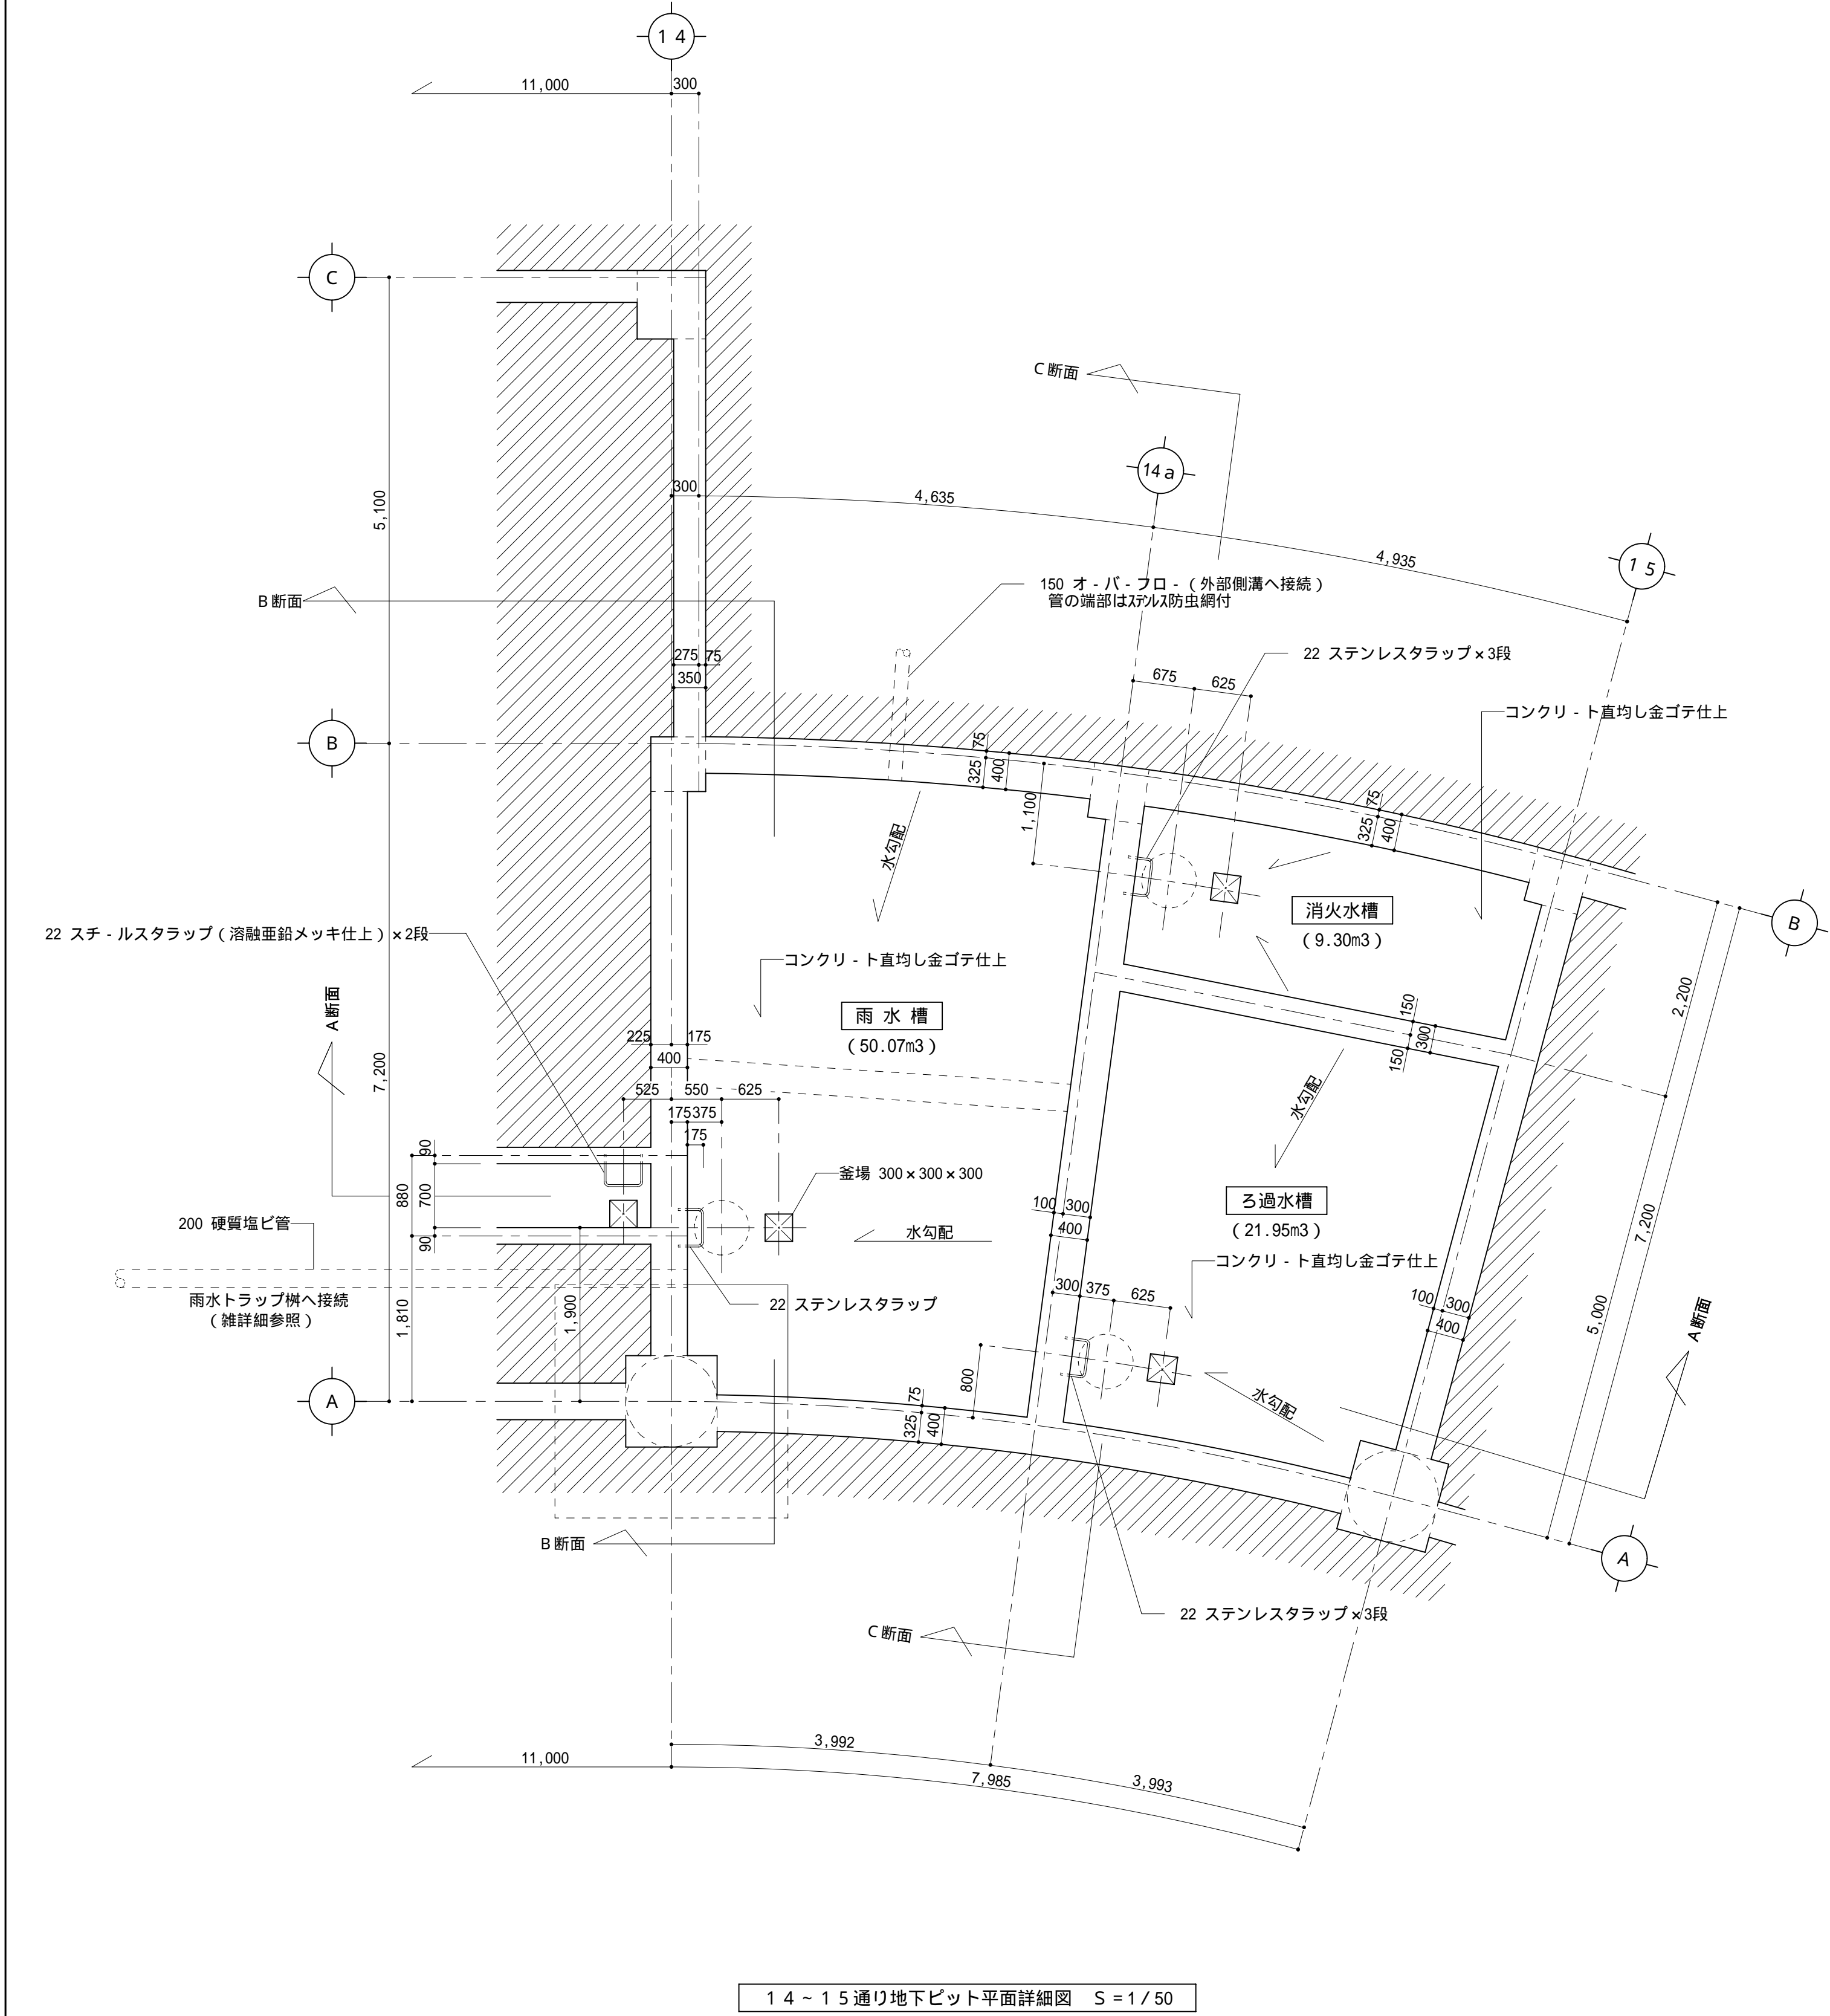 １４
11,000
300
C
5,100
C断面
14a
300
4,635
4,935
１５
B断面
150 オ-バ-フロ-（外部側溝へ接続）
管の端部はｽﾃﾝﾚｽ防虫網付
22 ステンレスタラップ×3段
275
75
350
675
625
コンクリ-ト直均し金ゴテ仕上
B
75
325
400
1,100
75
325
400
水勾配
消火水槽
（9.30m3）
B
22 スチ-ルスタラップ（溶融亜鉛メッキ仕上）×2段
コンクリ-ト直均し金ゴテ仕上
A断面
雨水槽
（50.07m3）
2,200
150
300
150
225
175
400
7,200
525
550
625
175
375
175
水勾配
90
880
700
90
釜場 300×300×300
ろ過水槽
（21.95m3）
100
300
400
7,200
200 硬質塩ビ管
水勾配
コンクリ-ト直均し金ゴテ仕上
雨水トラップ桝へ接続
（雑詳細参照）
1,810
1,900
22 ステンレスタラップ
300
375
625
100
300
400
5,000
A断面
800
水勾配
A
75
325
400
B断面
A
C断面
22 ステンレスタラップ×3段
3,992
11,000
7,985
3,993
１４~１５通り地下ピット平面詳細図　S=1/50